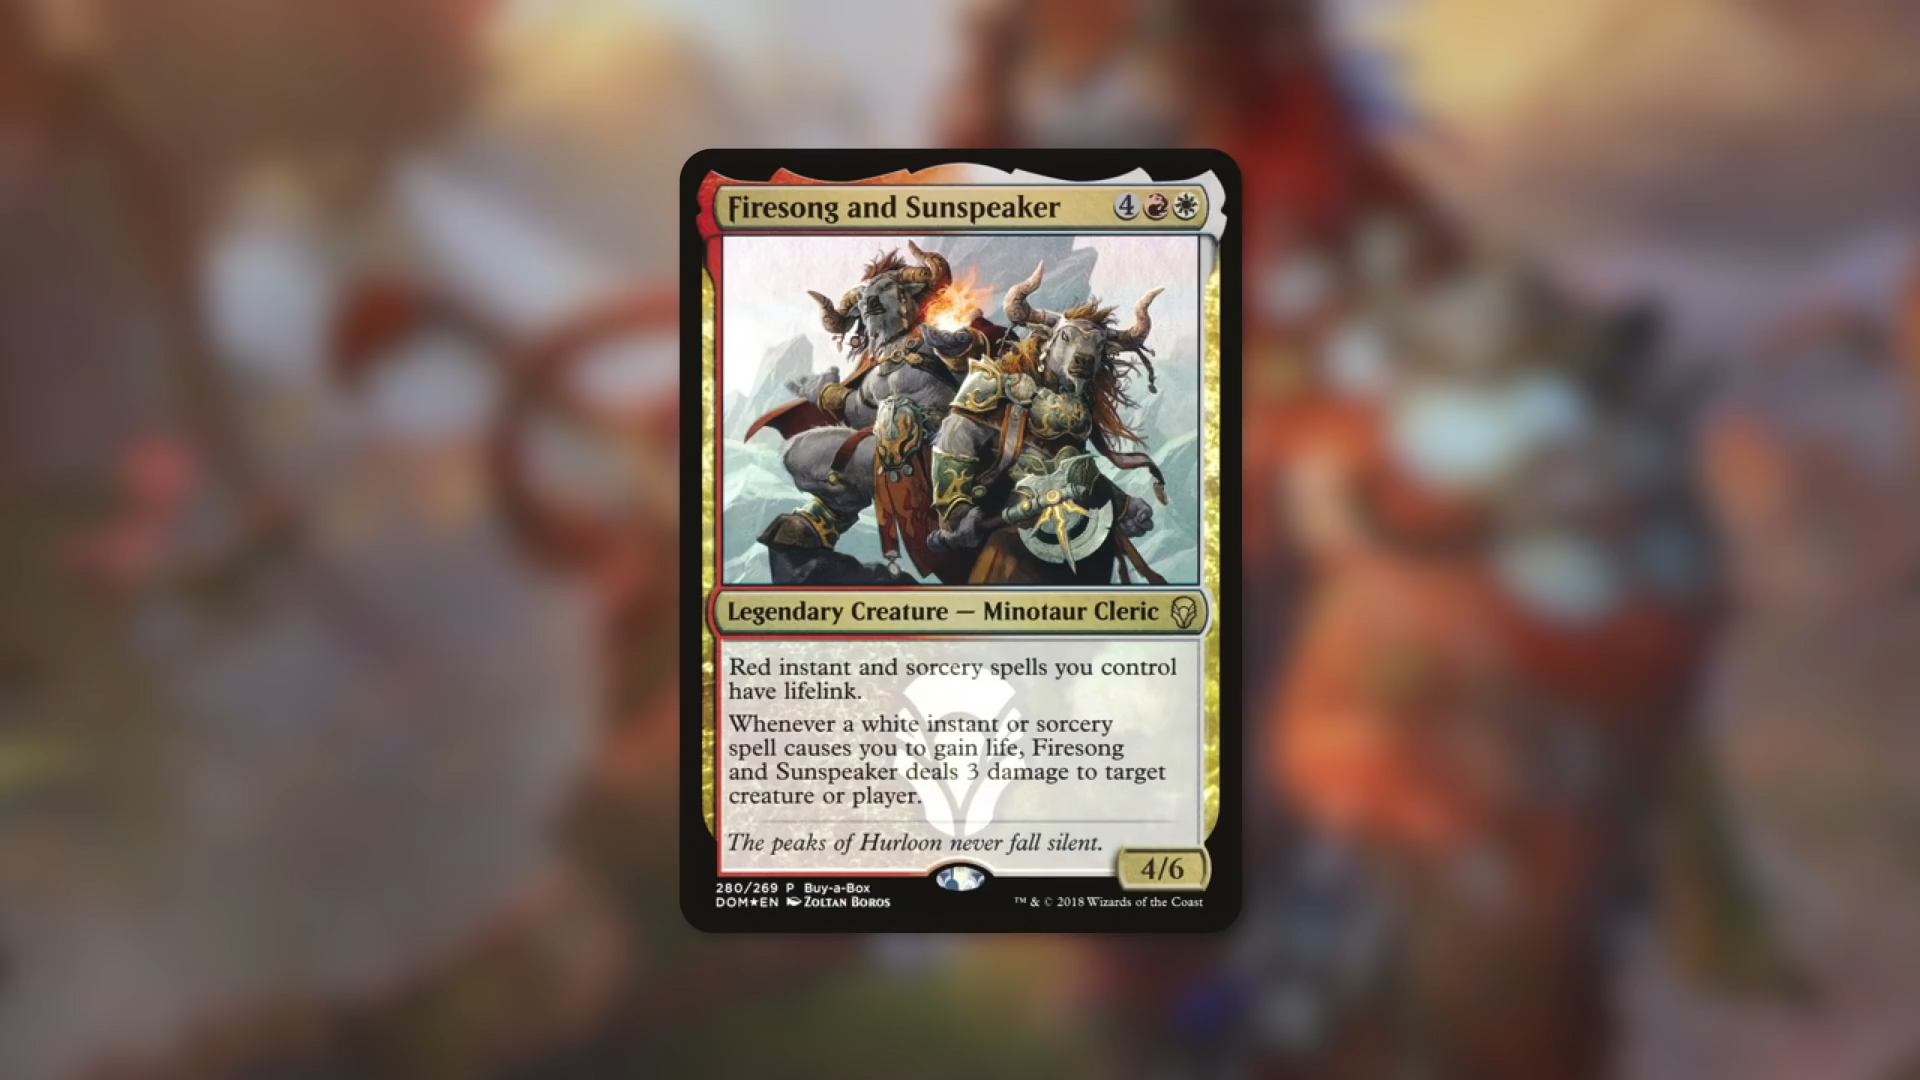 Firesong and Sunspeaker 4
Legendary Creature — Minotaur Cleric
Red instant and sorcery spells you control
have lifelink.
Whenever a white instant or sorcery
spell causes you to gain life, Firesong
and Sunspeaker deals 3 damage to target
creature or player.
The peaks of Hurloon never fall silent.
4/6
280/269 P Buy-a-Box
DOM★EN Zoltan Boros
™ & © 2018 Wizards of the Coast